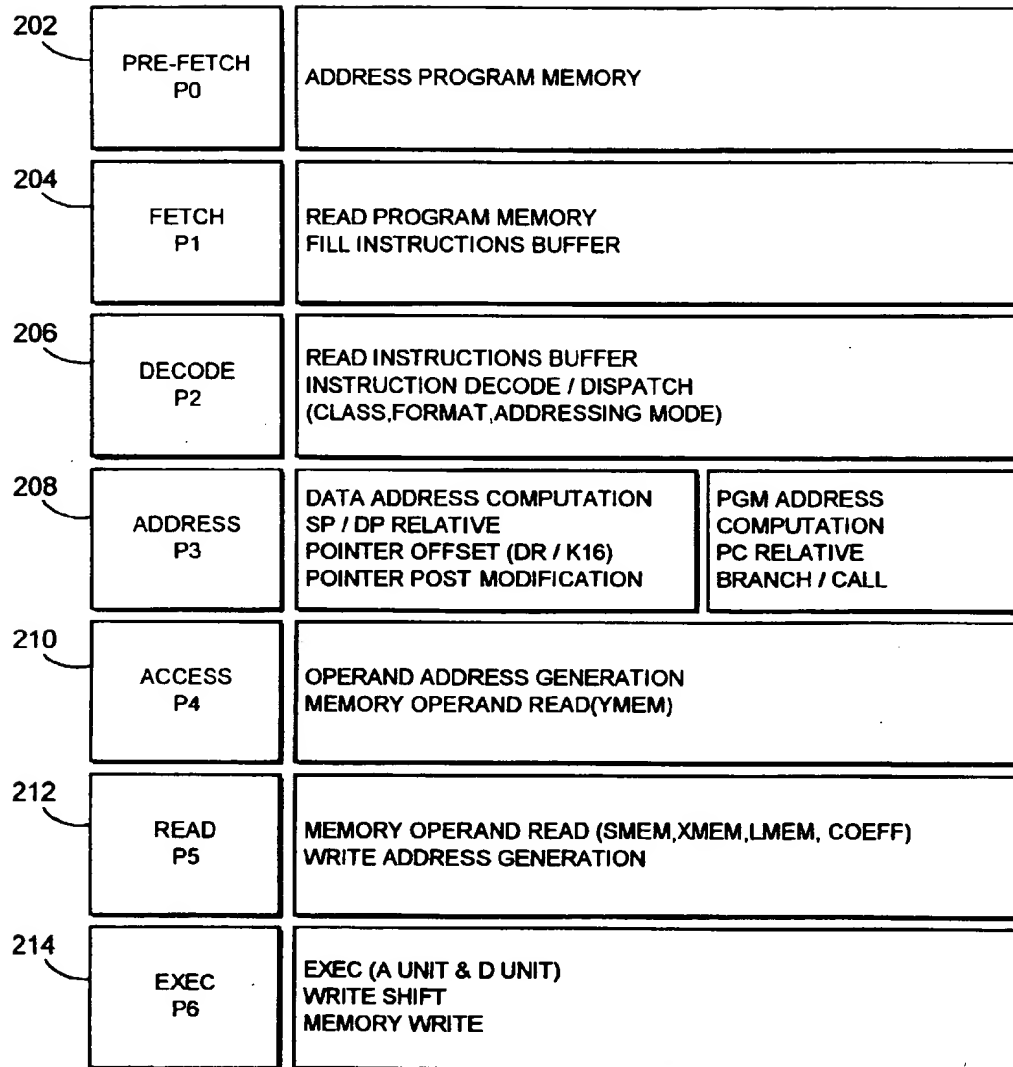 202
PRE-FETCH
P0
ADDRESS PROGRAM MEMORY
204
FETCH
P1
READ PROGRAM MEMORY
FILL INSTRUCTIONS BUFFER
206
DECODE
P2
READ INSTRUCTIONS BUFFER
INSTRUCTION DECODE / DISPATCH
(CLASS,FORMAT,ADDRESSING MODE)
208
ADDRESS
P3
DATA ADDRESS COMPUTATION
SP / DP RELATIVE
POINTER OFFSET (DR / K16)
POINTER POST MODIFICATION
PGM ADDRESS
COMPUTATION
PC RELATIVE
BRANCH / CALL
210
ACCESS
P4
OPERAND ADDRESS GENERATION
MEMORY OPERAND READ(YMEM)
212
READ
P5
MEMORY OPERAND READ (SMEM,XMEM,LMEM, COEFF)
WRITE ADDRESS GENERATION
214
EXEC
P6
EXEC (A UNIT & D UNIT)
WRITE SHIFT
MEMORY WRITE